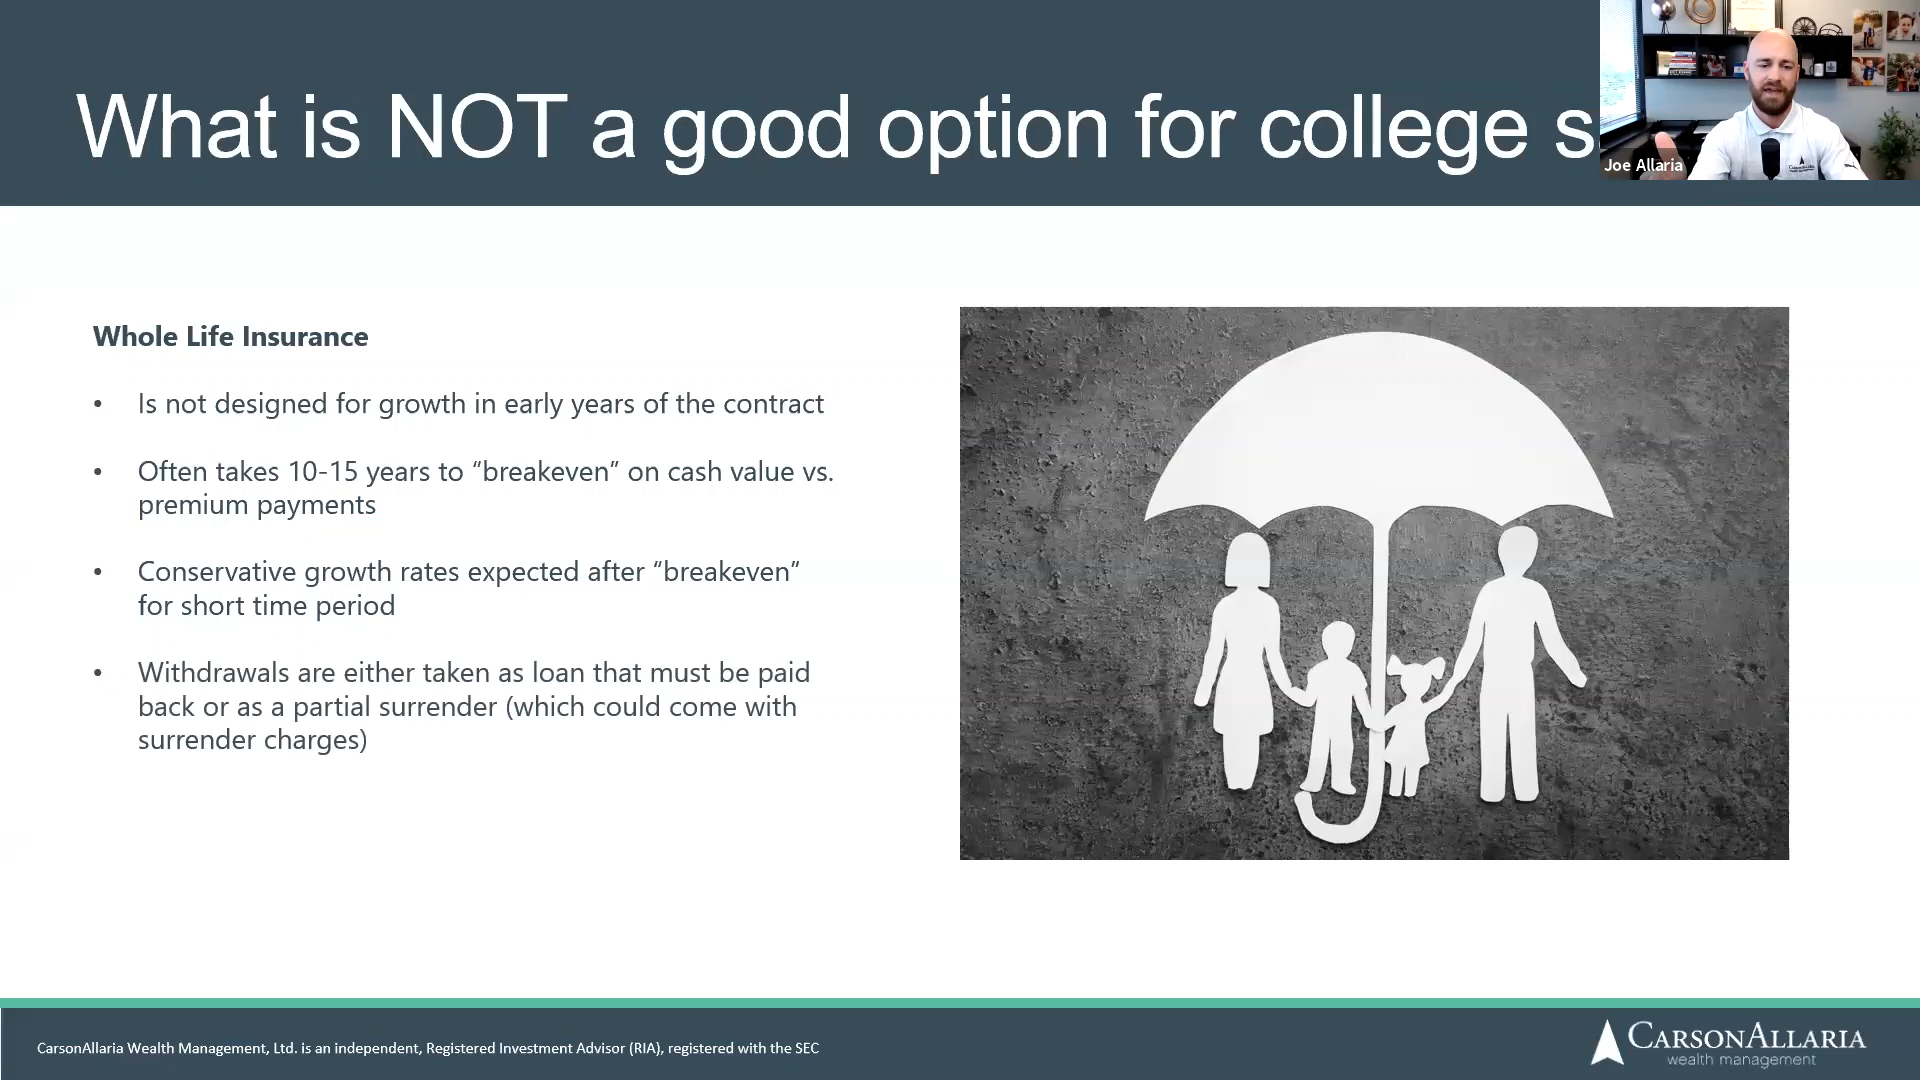 What is NOT a good option for college s
Joe Allaria
Whole Life Insurance
• Is not designed for growth in early years of the contract
• Often takes 10-15 years to “breakeven” on cash value vs.
premium payments
• Conservative growth rates expected after “breakeven”
for short time period
• Withdrawals are either taken as loan that must be paid
back or as a partial surrender (which could come with
surrender charges)
CarsonAllaria Wealth Management, Ltd. is an independent, Registered Investment Advisor (RIA), registered with the SEC
CARSONALLARIA
wealth management